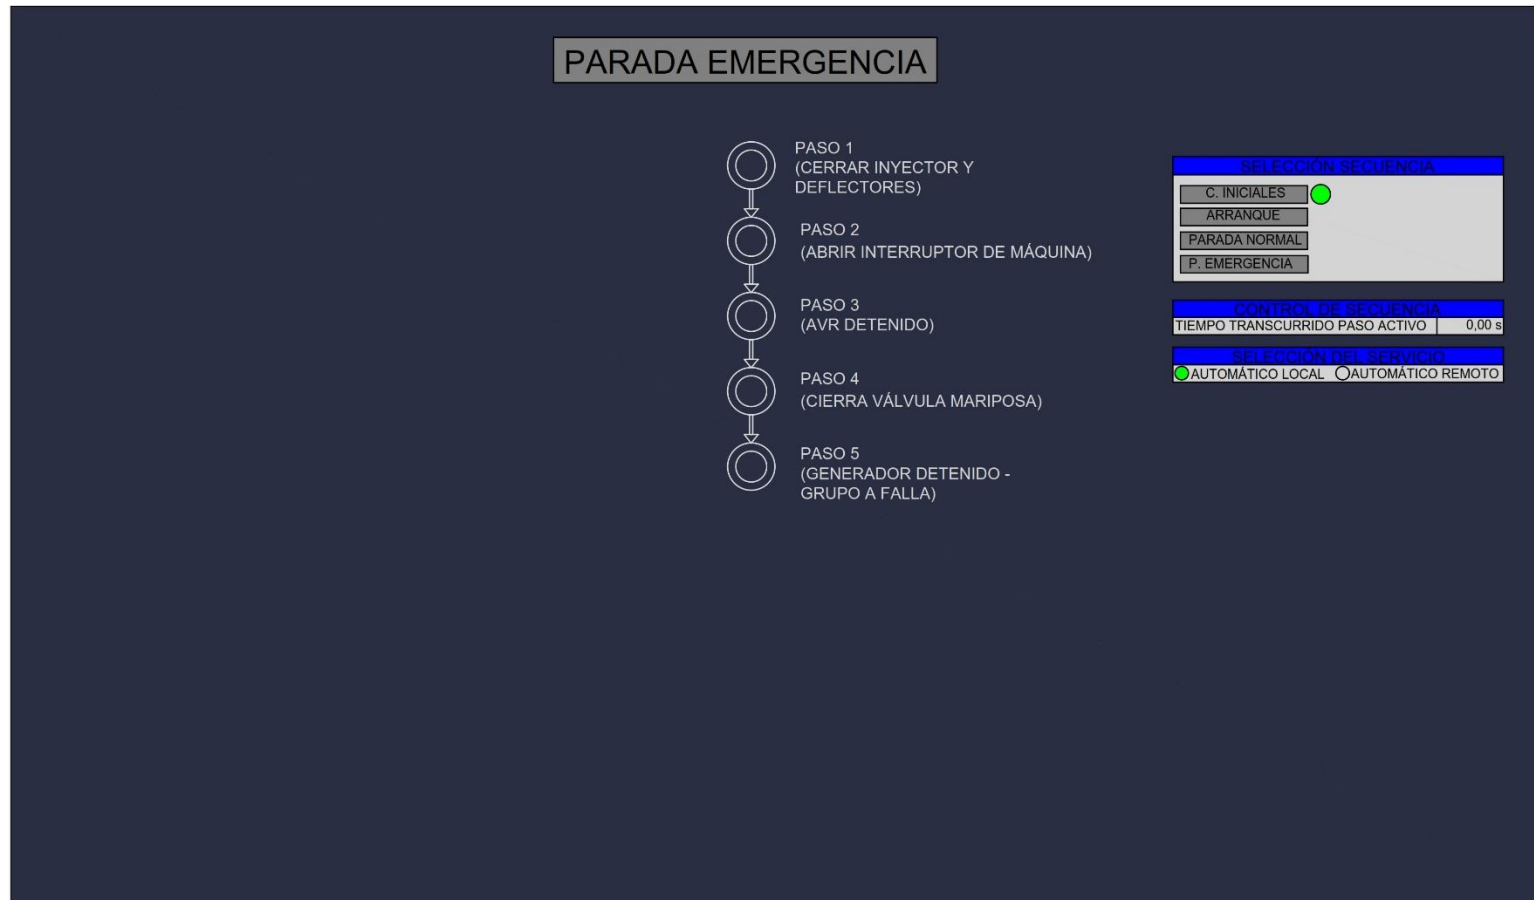 PARADA EMERGENCIA
PASO 1
(CERRAR INYECTOR Y
DEFLECTORES)
PASO 2
(ABRIR INTERRUPTOR DE MÁQUINA)
PASO 3
(AVR DETENIDO)
PASO 4
(CIERRA VÁLVULA MARIPOSA)
PASO 5
(GENERADOR DETENIDO -
GRUPO A FALLA)
SELECCIÓN SECUENCIA
C. INICIALES
ARRANQUE
PARADA NORMAL
P. EMERGENCIA
CONTROL DE SECUENCIA
TIEMPO TRANSCURRIDO PASO ACTIVO 0,00 s
SELECCIÓN DEL SERVICIO
AUTOMÁTICO LOCAL AUTOMÁTICO REMOTO